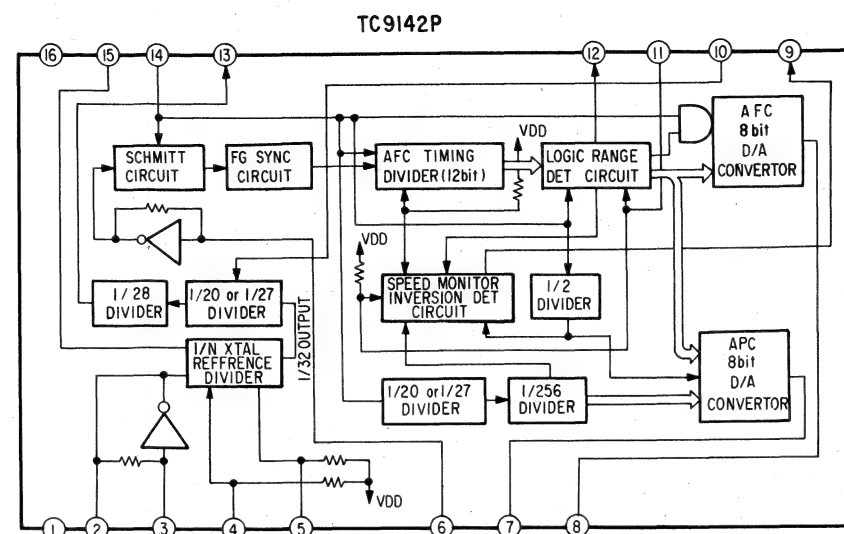 TC9142P
16 15 14 13 12 11 10 9
SCHMITT
CIRCUIT
FG SYNC
CIRCUIT
AFC TIMING
DIVIDER (12bit)
VDD
LOGIC RANGE
DET CIRCUIT
AFC
8bit
D/A
CONVERTOR
VDD
1/28
DIVIDER
1/20 or 1/27
DIVIDER
1/32 OUTPUT
SPEED MONITOR
INVERSION DET
CIRCUIT
1/2
DIVIDER
1/N XTAL
REFFRENCE
DIVIDER
1/20 or 1/27
DIVIDER
1/256
DIVIDER
APC
8bit
D/A
CONVERTOR
VDD
1 2 3 4 5 6 7 8